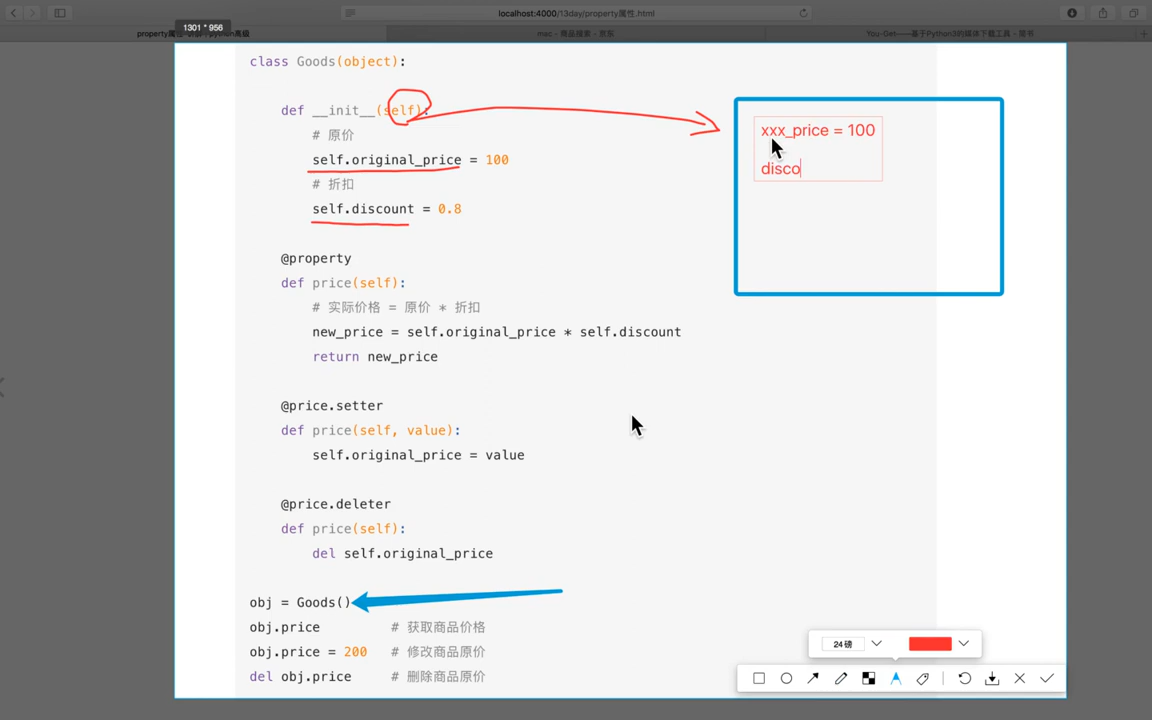 localhost:4000/13day/property属性.html
1301 * 956
mac - 商品搜索 - 京东
You-Get——基于Python3的媒体下载工具 - 简书
class Goods(object):
def __init__(self):
# 原价
self.original_price = 100
# 折扣
self.discount = 0.8
@property
def price(self):
# 实际价格 = 原价 * 折扣
new_price = self.original_price * self.discount
return new_price
@price.setter
def price(self, value):
self.original_price = value
@price.deleter
def price(self):
del self.original_price
obj = Goods()
obj.price # 获取商品价格
obj.price = 200 # 修改商品原价
del obj.price # 删除商品原价
xxx_price = 100
disco
24 磅